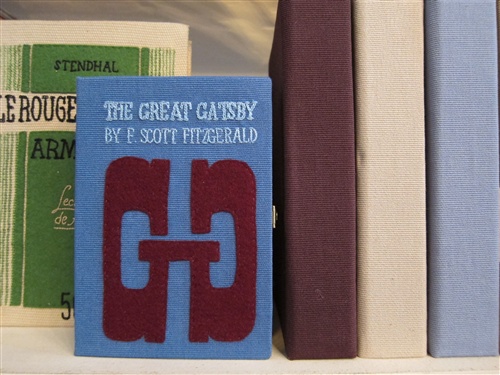 STENDHAL
LE ROUGE
ARM
THE GREAT GATSBY
BY F. SCOTT FITZGERALD
GG